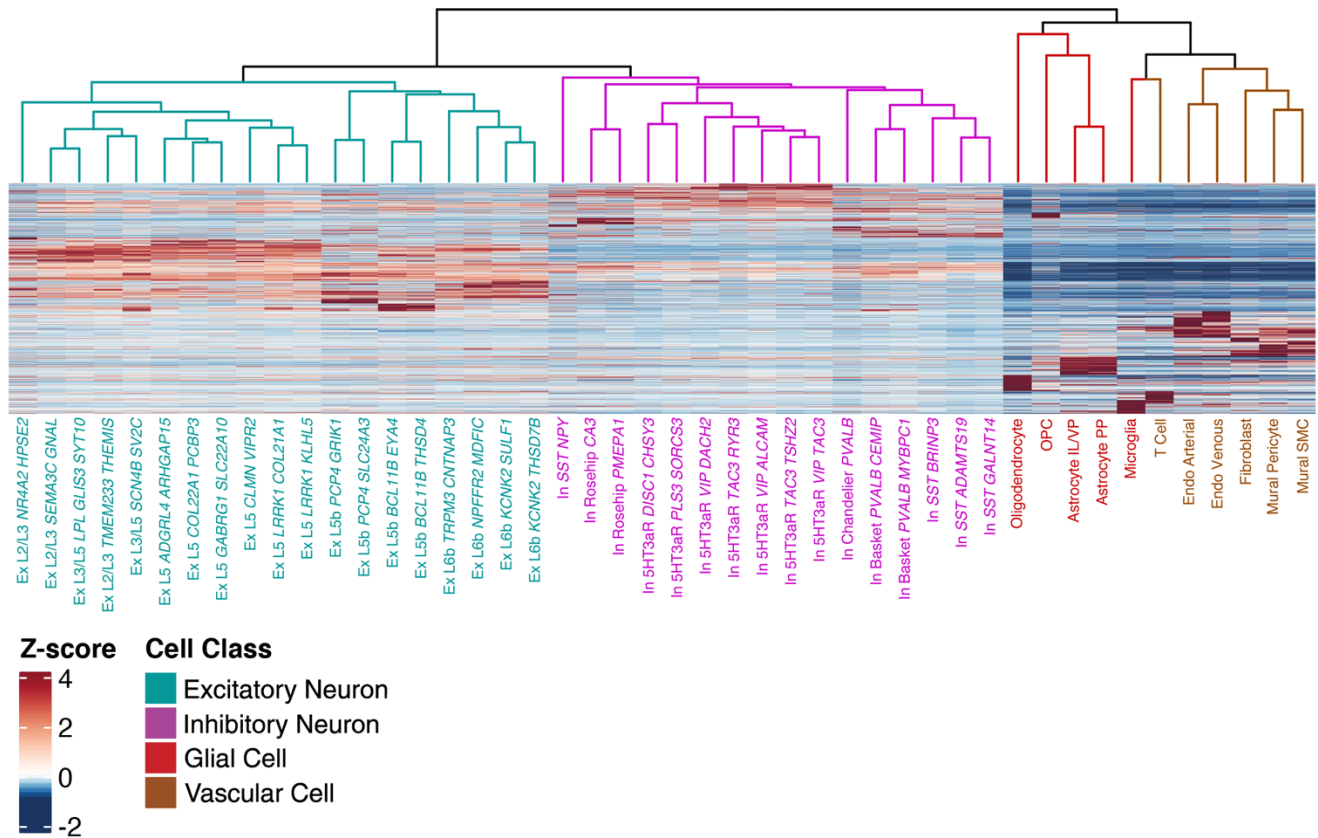 Ex L2/L3 NR4A2 HPSE2
Ex L2/L3 SEMA3C GNAL
Ex L3/L5 LPL GLIS3 SYT10
Ex L2/L3 TMEM233 THEMIS
Ex L3/L5 SCN4B SV2C
Ex L5 ADGRL4 ARHGAP15
Ex L5 COL22A1 PCBP3
Ex L5 GABRG1 SLC22A10
Ex L5 CLMN VIPR2
Ex L5 LRRK1 COL21A1
Ex L5 LRRK1 KLHL5
Ex L5b PCP4 GRIK1
Ex L5b PCP4 SLC24A3
Ex L5b BCL11B EYA4
Ex L5b BCL11B THSD4
Ex L6b TRPM3 CNTNAP3
Ex L6b NPFFR2 MDFIC
Ex L6b KCNK2 SULF1
Ex L6b KCNK2 THSD7B
In SST NPY
In Rosehip CA3
In Rosehip PMEPA1
In 5HT3aR DISC1 CHSY3
In 5HT3aR PLS3 SORCS3
In 5HT3aR VIP DACH2
In 5HT3aR TAC3 RYR3
In 5HT3aR VIP ALCAM
In 5HT3aR TAC3 TSHZ2
In 5HT3aR VIP TAC3
In Chandelier PVALB
In Basket PVALB CEMIP
In Basket PVALB MYBPC1
In SST BRINP3
In SST ADAMTS19
In SST GALNT14
Oligodendrocyte
OPC
Astrocyte IL/VP
Astrocyte PP
Microglia
T Cell
Endo Arterial
Endo Venous
Fibroblast
Mural Pericyte
Mural SMC
Z-score
4
2
0
-2
Cell Class
Excitatory Neuron
Inhibitory Neuron
Glial Cell
Vascular Cell